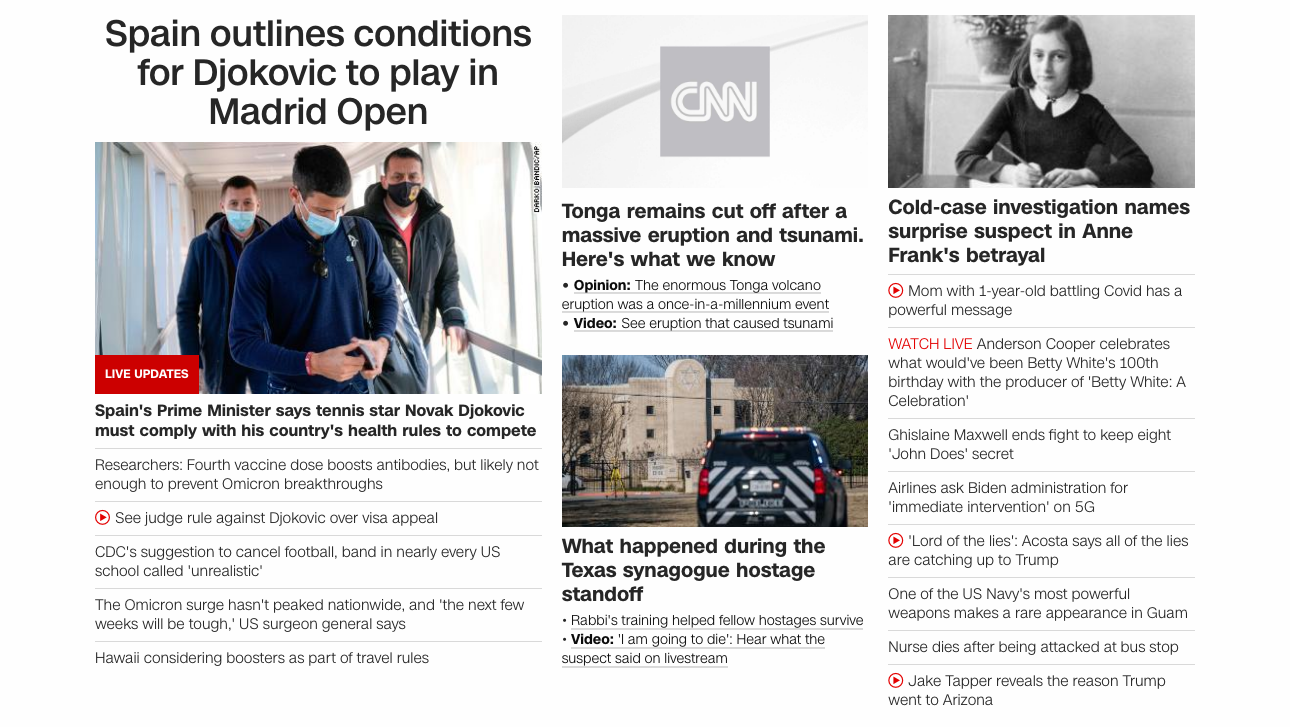 Spain outlines conditions
for Djokovic to play in
Madrid Open
DARKO BANDIC/AP
LIVE UPDATES
Spain's Prime Minister says tennis star Novak Djokovic
must comply with his country's health rules to compete
Researchers: Fourth vaccine dose boosts antibodies, but likely not
enough to prevent Omicron breakthroughs
See judge rule against Djokovic over visa appeal
CDC's suggestion to cancel football, band in nearly every US
school called 'unrealistic'
The Omicron surge hasn't peaked nationwide, and 'the next few
weeks will be tough,' US surgeon general says
Hawaii considering boosters as part of travel rules
CNN
Tonga remains cut off after a
massive eruption and tsunami.
Here's what we know
• Opinion: The enormous Tonga volcano
eruption was a once-in-a-millennium event
• Video: See eruption that caused tsunami
POLICE
What happened during the
Texas synagogue hostage
standoff
• Rabbi's training helped fellow hostages survive
• Video: 'I am going to die': Hear what the
suspect said on livestream
Cold-case investigation names
surprise suspect in Anne
Frank's betrayal
Mom with 1-year-old battling Covid has a
powerful message
WATCH LIVE Anderson Cooper celebrates
what would've been Betty White's 100th
birthday with the producer of 'Betty White: A
Celebration'
Ghislaine Maxwell ends fight to keep eight
'John Does' secret
Airlines ask Biden administration for
'immediate intervention' on 5G
'Lord of the lies': Acosta says all of the lies
are catching up to Trump
One of the US Navy's most powerful
weapons makes a rare appearance in Guam
Nurse dies after being attacked at bus stop
Jake Tapper reveals the reason Trump
went to Arizona